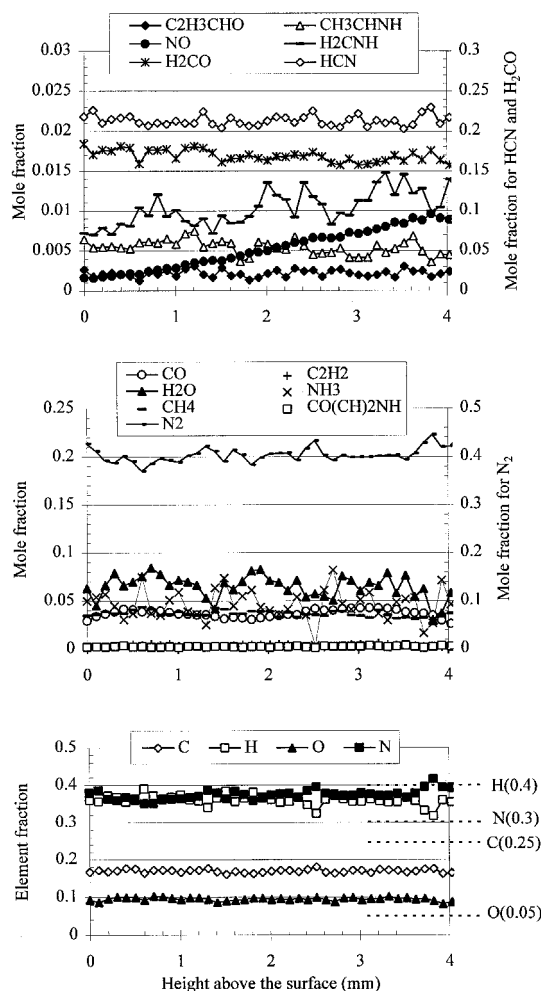 C2H3CHO CH3CHNH
NO H2CNH
H2CO HCN
0.03
0.025
0.02
0.015
0.01
0.005
0
Mole fraction
0.3
0.25
0.2
0.15
0.1
0.05
0
Mole fraction for HCN and H2CO
0 1 2 3 4
CO C2H2
H2O NH3
CH4 CO(CH)2NH
N2
0.25
0.2
0.15
0.1
0.05
0
Mole fraction
0.5
0.4
0.3
0.2
0.1
0
Mole fraction for N2
0 1 2 3 4
C H O N
0.5
0.4
0.3
0.2
0.1
0
Element fraction
H(0.4)
N(0.3)
C(0.25)
O(0.05)
0 1 2 3 4
Height above the surface (mm)